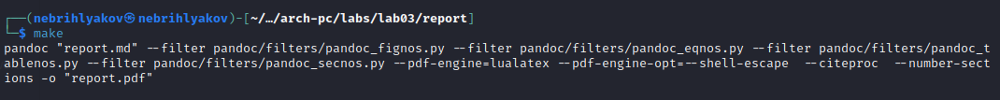 ┌──(nebrihlyakov㉿nebrihlyakov)-[~/…/arch-pc/labs/lab03/report]
└─$ make
pandoc "report.md" --filter pandoc/filters/pandoc_fignos.py --filter pandoc/filters/pandoc_eqnos.py --filter pandoc/filters/pandoc_t
ablenos.py --filter pandoc/filters/pandoc_secnos.py --pdf-engine=lualatex --pdf-engine-opt=--shell-escape  --citeproc  --number-sect
ions -o "report.pdf"